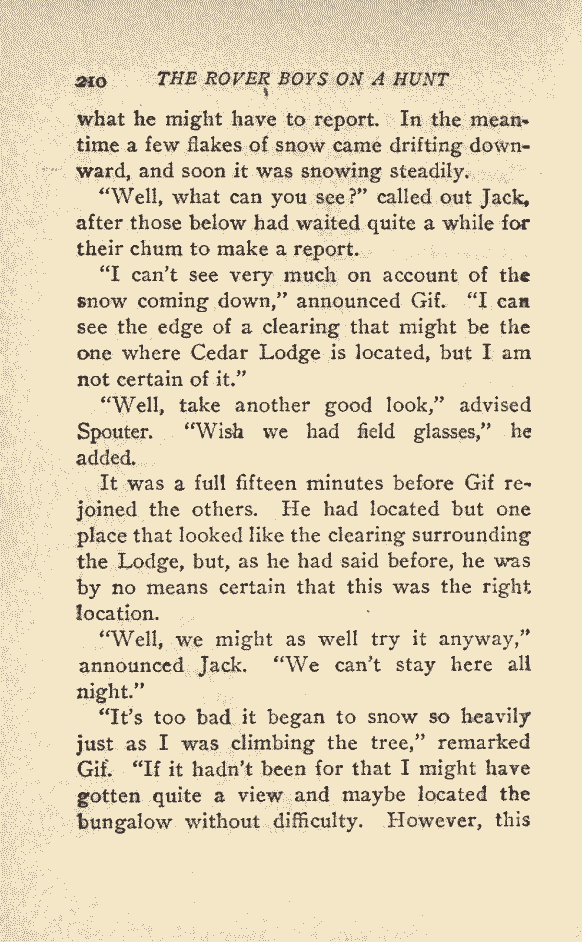 210 THE ROVER BOYS ON A HUNT
what he might have to report. In the mean-
time a few flakes of snow came drifting down-
ward, and soon it was snowing steadily.
“Well, what can you see?” called out Jack,
after those below had waited quite a while for
their chum to make a report.
“I can’t see very much on account of the
snow coming down,” announced Gif. “I can
see the edge of a clearing that might be the
one where Cedar Lodge is located, but I am
not certain of it.”
“Well, take another good look,” advised
Spouter. “Wish we had field glasses,” he
added.
It was a full fifteen minutes before Gif re-
joined the others. He had located but one
place that looked like the clearing surrounding
the Lodge, but, as he had said before, he was
by no means certain that this was the right
location.
“Well, we might as well try it anyway,”
announced Jack. “We can’t stay here all
night.”
“It’s too bad it began to snow so heavily
just as I was climbing the tree,” remarked
Gif. “If it hadn’t been for that I might have
gotten quite a view and maybe located the
bungalow without difficulty. However, this